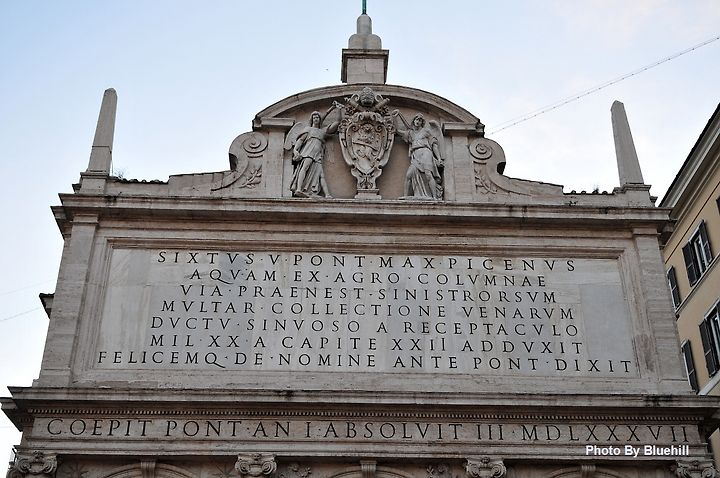 SIXTVS·V·PONT·MAX·PICENVS
AQVAM·EX·AGRO·COLVMNAE
VIA·PRAENEST·SINISTRORSVM
MVLTAR·COLLECTIONE·VENARVM
DVCTV·SINVOSO·A·RECEPTACVLO
MIL·XX·A·CAPITE·XXII·ADDVXIT
FELICEMQ·DE·NOMINE·ANTE·PONT·DIXIT
COEPIT·PONT·AN·I·ABSOLVIT·III·MDLXXXVII
Photo By Bluehill